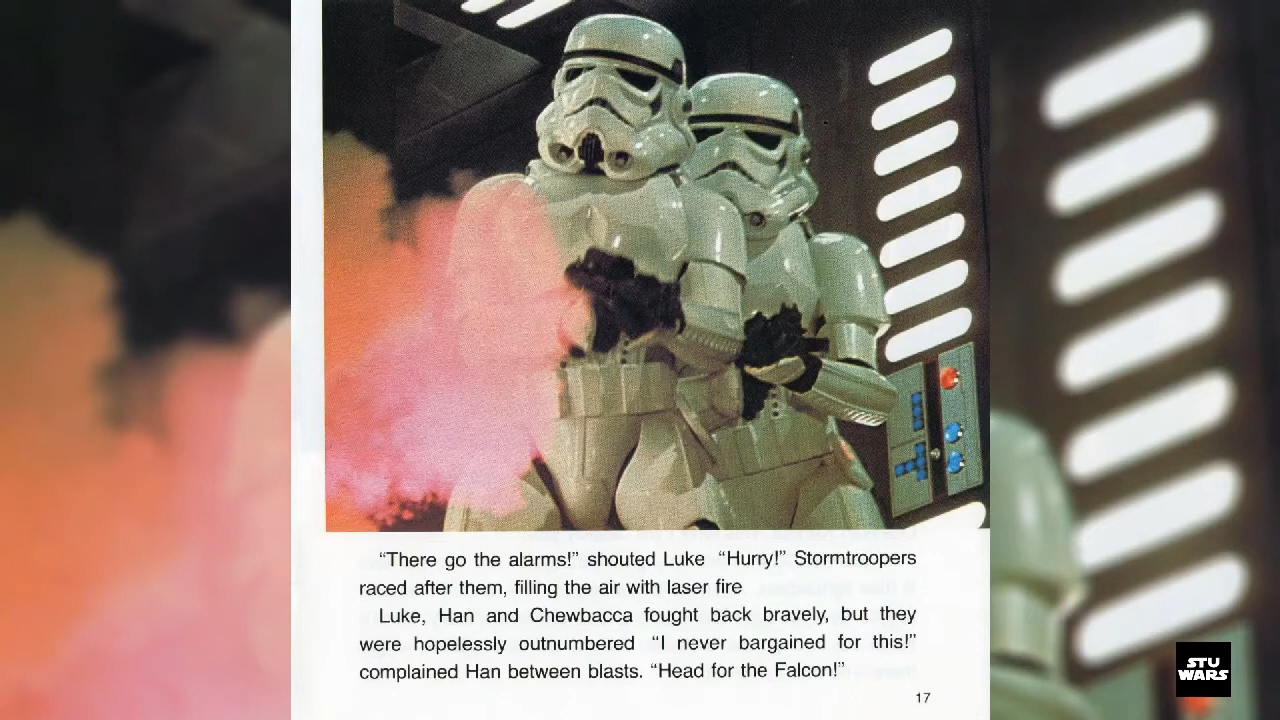 “There go the alarms!” shouted Luke “Hurry!” Stormtroopers
raced after them, filling the air with laser fire
Luke, Han and Chewbacca fought back bravely, but they
were hopelessly outnumbered “I never bargained for this!”
complained Han between blasts. “Head for the Falcon!”
17
STU
WARS